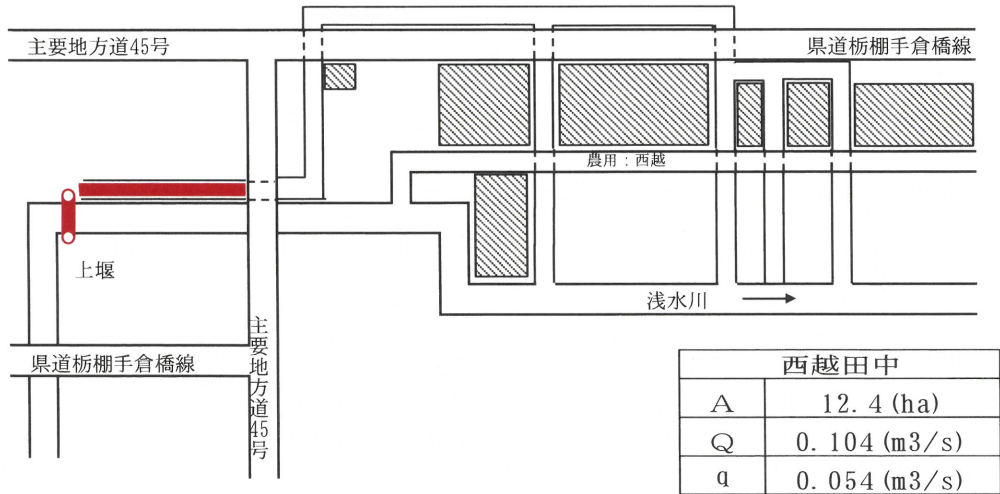 主要地方道45号
県道栃棚手倉橋線
農用：西越
上堰
浅水川
県道栃棚手倉橋線
主要地方道45号
西越田中
A 12.4(ha)
Q 0.104(m3/s)
q 0.054(m3/s)